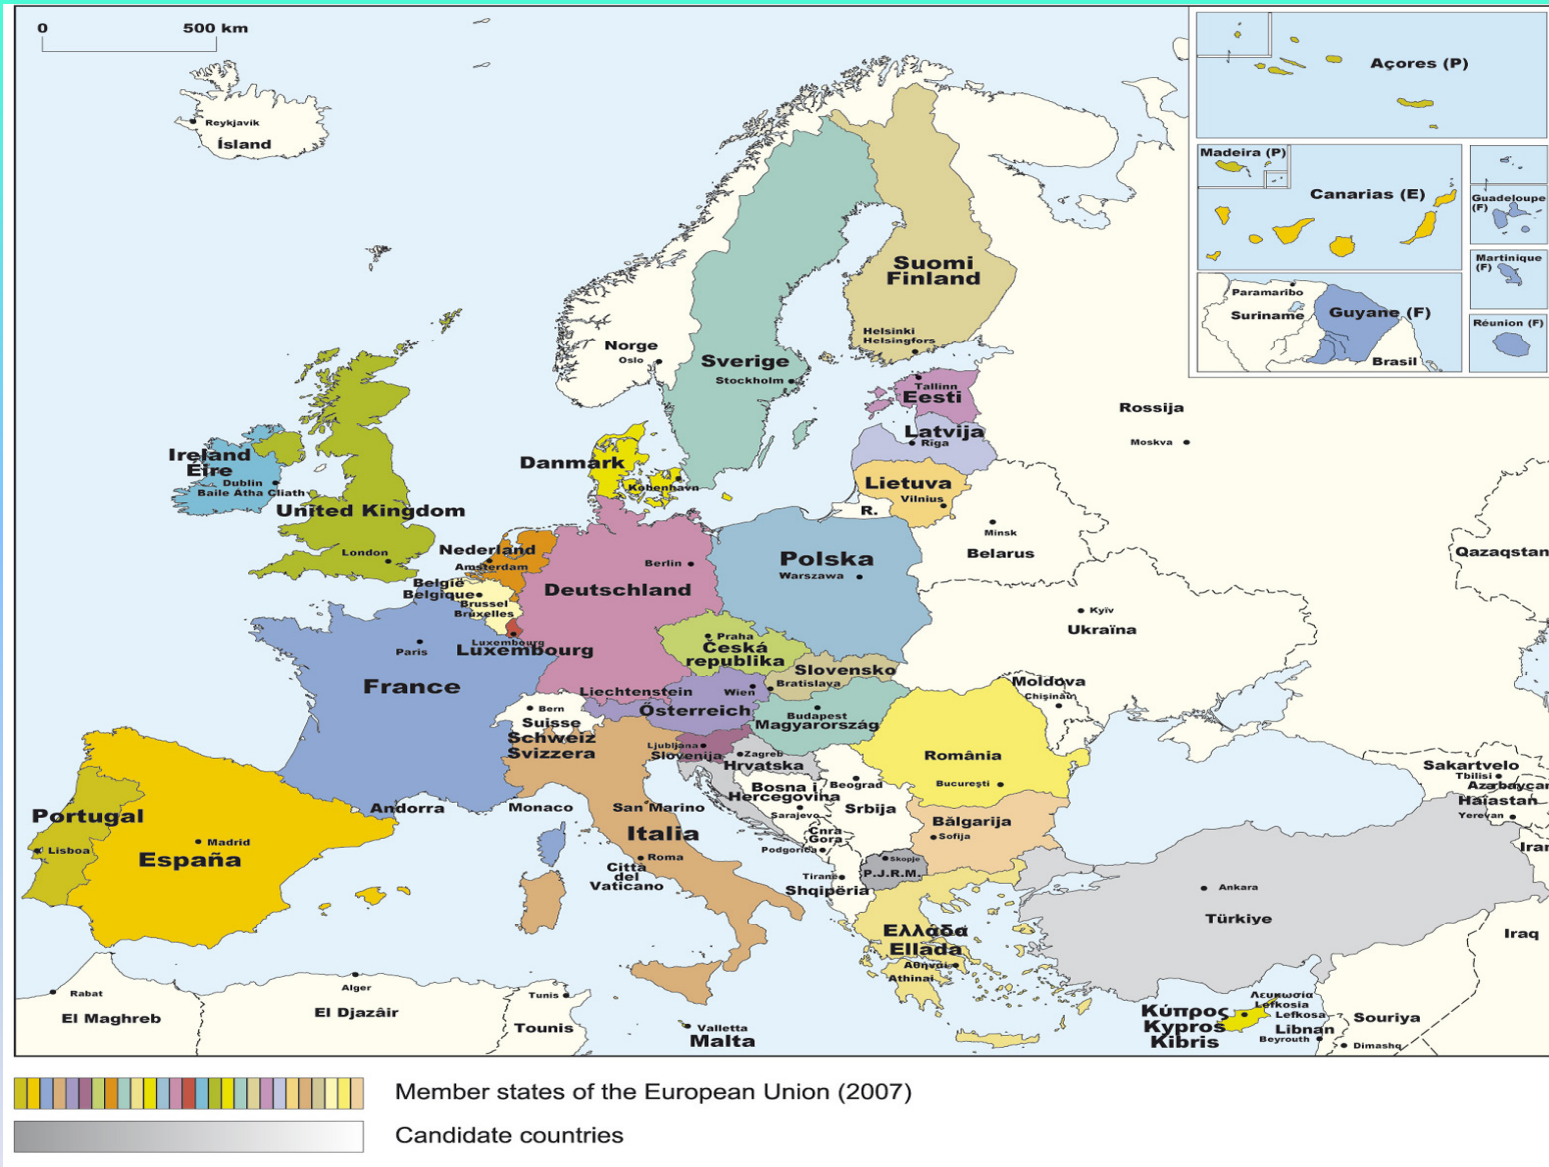 0 500 km
Reykjavík
Ísland
Açores (P)
Madeira (P)
Canarias (E)
Guadeloupe
(F)
Martinique
(F)
Paramaribo
Suriname
Guyane (F)
Brasil
Réunion (F)
Suomi
Finland
Helsinki
Helsingfors
Norge
Oslo
Sverige
Stockholm
Tallinn
Eesti
Latvija
Riga
Lietuva
Vilnius
R.
Rossija
Moskva
Minsk
Belarus
Qazaqstan
Danmark
København
Ireland
Éire
Dublin
Baile Átha Cliath
United Kingdom
London
Nederland
Amsterdam
België
Belgique
Brussel
Bruxelles
Luxembourg
Luxembourg
Deutschland
Berlin
Polska
Warszawa
Kyïv
Ukraïna
Praha
Česká
republika
Slovensko
Bratislava
Moldova
Chişinău
Paris
France
Liechtenstein
Wien
Österreich
Budapest
Magyarország
Bern
Suisse
Schweiz
Svizzera
Ljubljana
Slovenija
Zagreb
Hrvatska
România
Bucureşti
Bosna i
Hercegovina
Sarajevo
Beograd
Srbija
Crna
Gora
Podgorica
Bălgarija
Sofija
Skopje
P.J.R.M.
Tiranë
Shqipëria
Sakartvelo
Tbilisi
Azərbaycan
Haïastan
Yerevan
Iran
Portugal
Lisboa
Madrid
España
Andorra
Monaco
San Marino
Italia
Roma
Città
del
Vaticano
Ankara
Türkiye
Iraq
Ελλάδα
Ellada
Αθήναι
Athinai
Rabat
El Maghreb
Alger
El Djazâir
Tunis
Tounis
Valletta
Malta
Λευκωσία
Lefkosia
Lefkosa
Κύπρος
Kypros
Kibris
Libnan
Beyrouth
Souriya
Dimashq
Member states of the European Union (2007)
Candidate countries